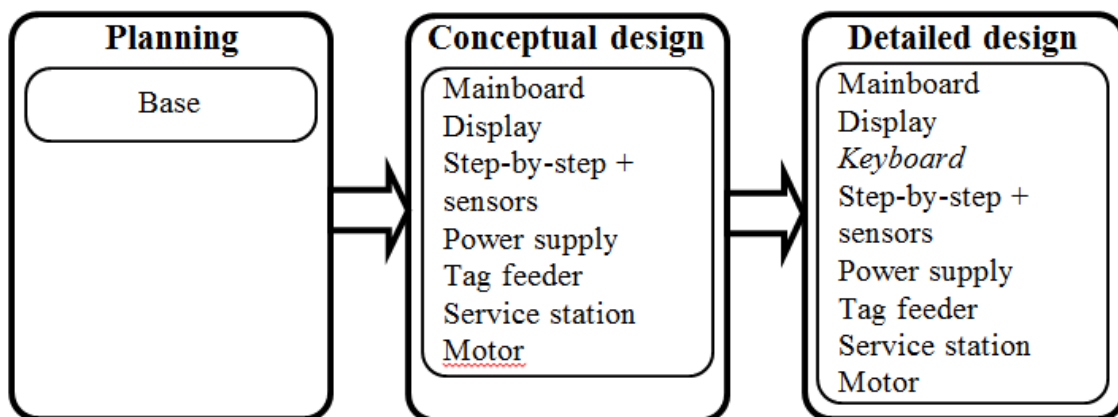 Planning
Base
Conceptual design
Mainboard
Display
Step-by-step +
sensors
Power supply
Tag feeder
Service station
Motor
Detailed design
Mainboard
Display
Keyboard
Step-by-step +
sensors
Power supply
Tag feeder
Service station
Motor